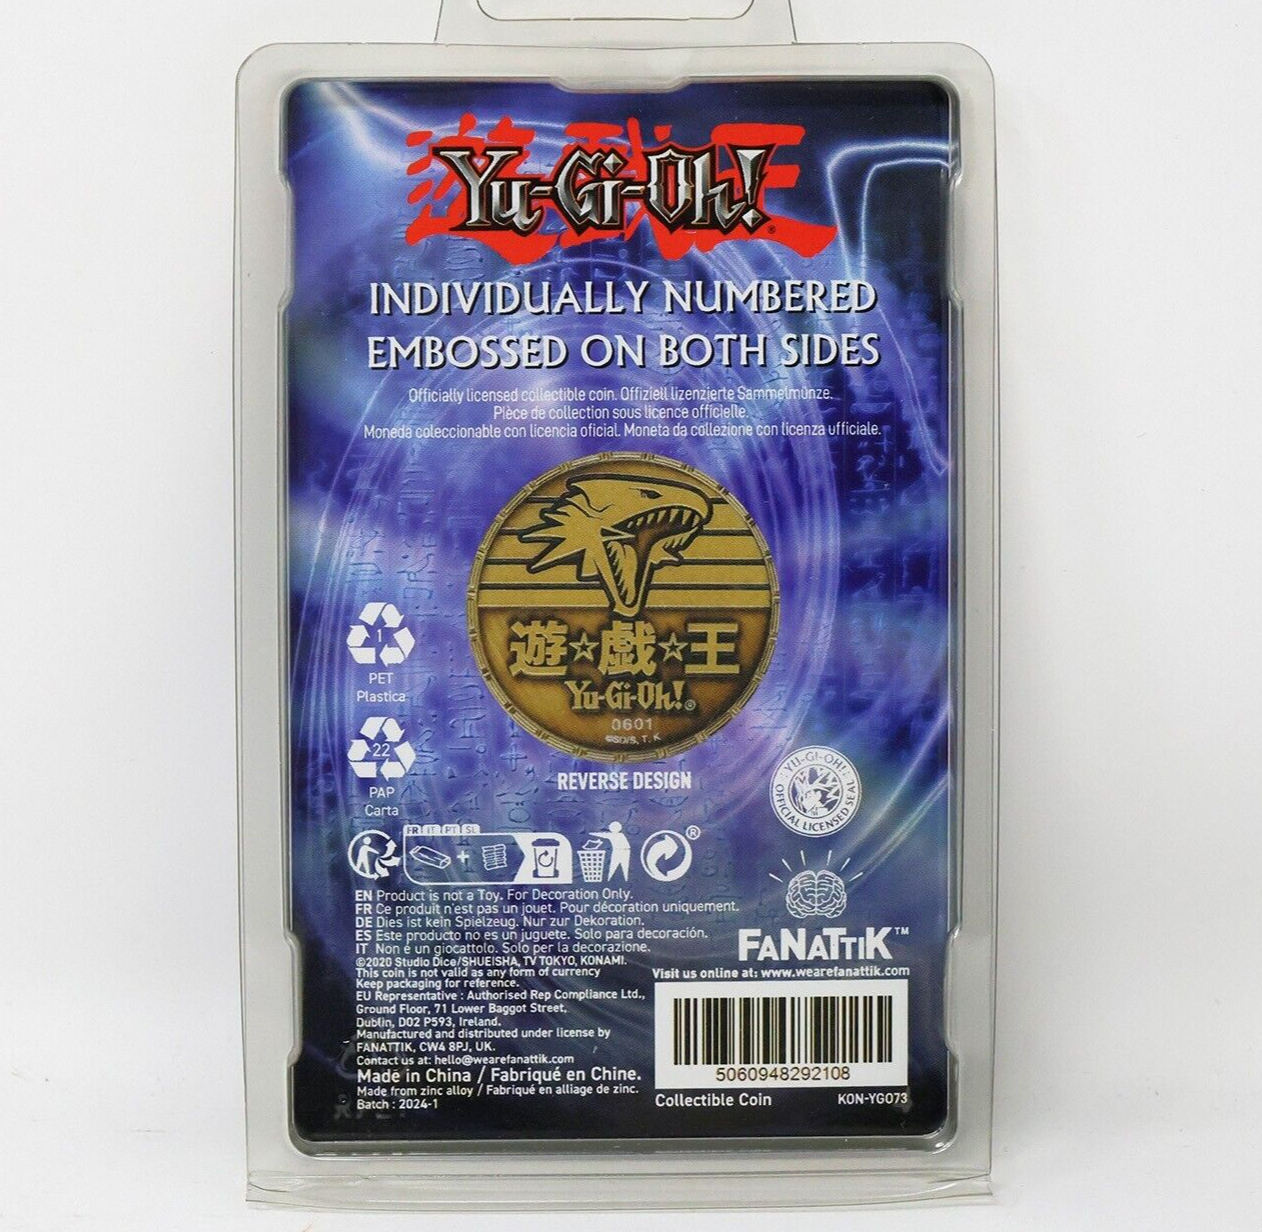 遊戯王
Yu-Gi-Oh!®
INDIVIDUALLY NUMBERED
EMBOSSED ON BOTH SIDES
Officially licensed collectible coin. Offiziell lizenzierte Sammelmünze.
Pièce de collection sous licence officielle.
Moneda coleccionable con licencia oficial. Moneta da collezione con licenza ufficiale.
遊☆戯☆王
Yu-Gi-Oh!®
0601
REVERSE DESIGN
1
PET
Plastica
22
PAP
Carta
YU-GI-OH!
OFFICIAL LICENSED SEAL
FR IT PT SL
+
®
EN Product is not a Toy. For Decoration Only.
FR Ce produit n'est pas un jouet. Pour décoration uniquement.
DE Dies ist kein Spielzeug. Nur zur Dekoration.
ES Este producto no es un juguete. Solo para decoración.
IT Non è un giocattolo. Solo per la decorazione.
©2020 Studio Dice/SHUEISHA, TV TOKYO, KONAMI.
This coin is not valid as any form of currency
Keep packaging for reference.
EU Representative : Authorised Rep Compliance Ltd.,
Ground Floor, 71 Lower Baggot Street,
Dublin, D02 P593, Ireland.
Manufactured and distributed under license by
FANATTIK, CW4 8PJ, UK.
Contact us at: hello@wearefanattik.com
Made in China / Fabriqué en Chine.
Made from zinc alloy / Fabriqué en alliage de zinc.
Batch : 2024-1
FANATTIK™
Visit us online at: www.wearefanattik.com
5060948292108
Collectible Coin
KON-YGO73